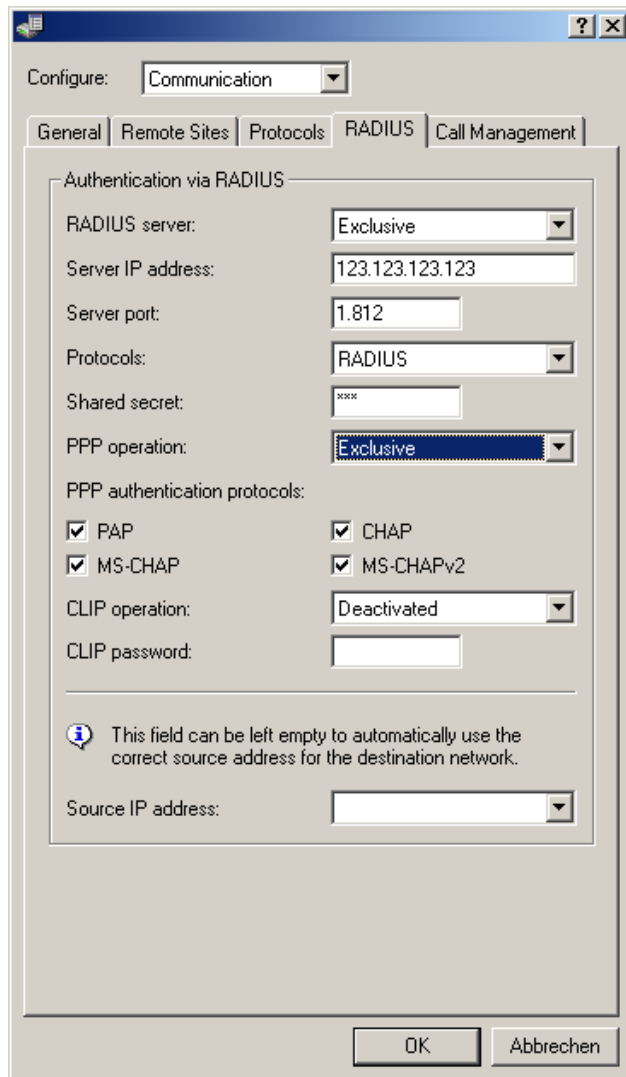 Configure: Communication
General Remote Sites Protocols RADIUS Call Management
Authentication via RADIUS
RADIUS server: Exclusive
Server IP address: 123.123.123.123
Server port: 1.812
Protocols: RADIUS
Shared secret: ***
PPP operation: Exclusive
PPP authentication protocols:
PAP CHAP
MS-CHAP MS-CHAPv2
CLIP operation: Deactivated
CLIP password:
This field can be left empty to automatically use the
correct source address for the destination network.
Source IP address:
OK Abbrechen